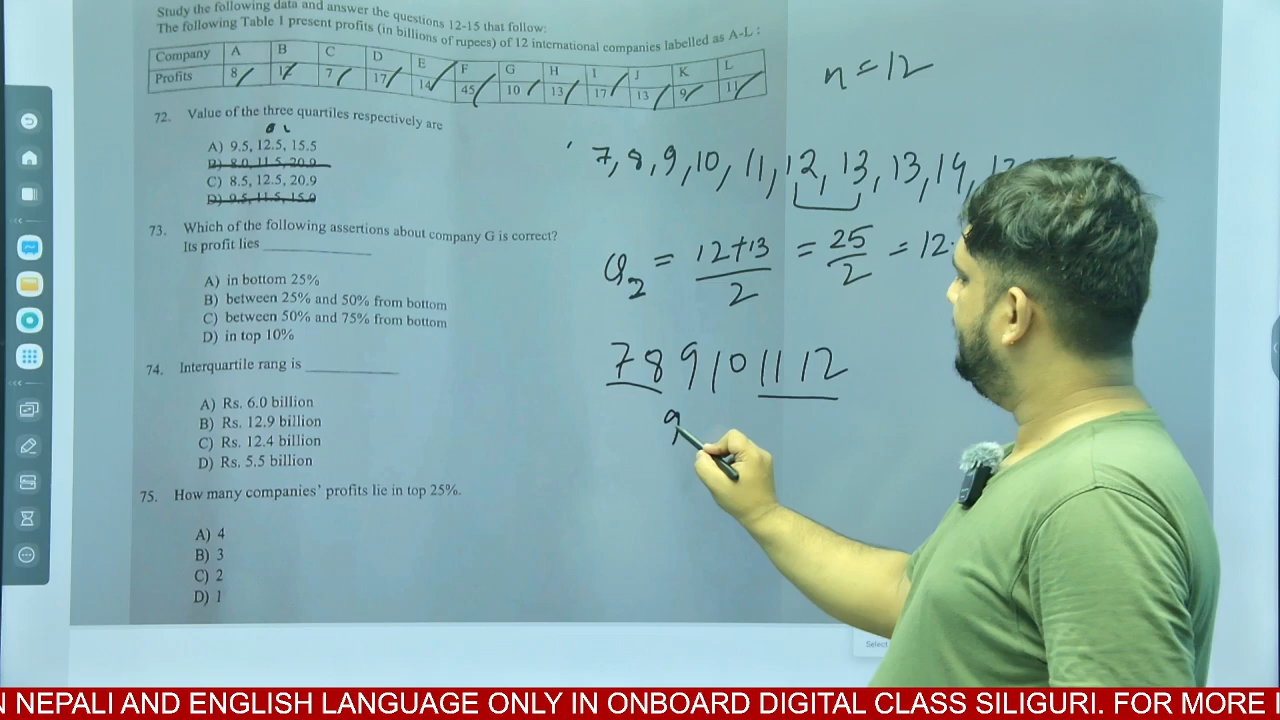 Study the following data and answer the questions 12-15 that follow:
The following Table 1 present profits (in billions of rupees) of 12 international companies labelled as A-L :
Company A B C D E F G H I J K L
Profits 8 12 7 17 14 45 10 13 17 13 9 11
n = 12
72. Value of the three quartiles respectively are
A) 9.5, 12.5, 15.5
B) 8.0, 11.5, 20.9
C) 8.5, 12.5, 20.9
D) 9.5, 11.5, 15.0
7, 8, 9, 10, 11, 12, 13, 13, 14,
73. Which of the following assertions about company G is correct?
Its profit lies
A) in bottom 25%
B) between 25% and 50% from bottom
C) between 50% and 75% from bottom
D) in top 10%
Q2 = 12+13/2 = 25/2 = 12.
74. Interquartile rang is
A) Rs. 6.0 billion
B) Rs. 12.9 billion
C) Rs. 12.4 billion
D) Rs. 5.5 billion
7 8 9 10 11 12
9
75. How many companies' profits lie in top 25%.
A) 4
B) 3
C) 2
D) 1
Select
N NEPALI AND ENGLISH LANGUAGE ONLY IN ONBOARD DIGITAL CLASS SILIGURI. FOR MORE I